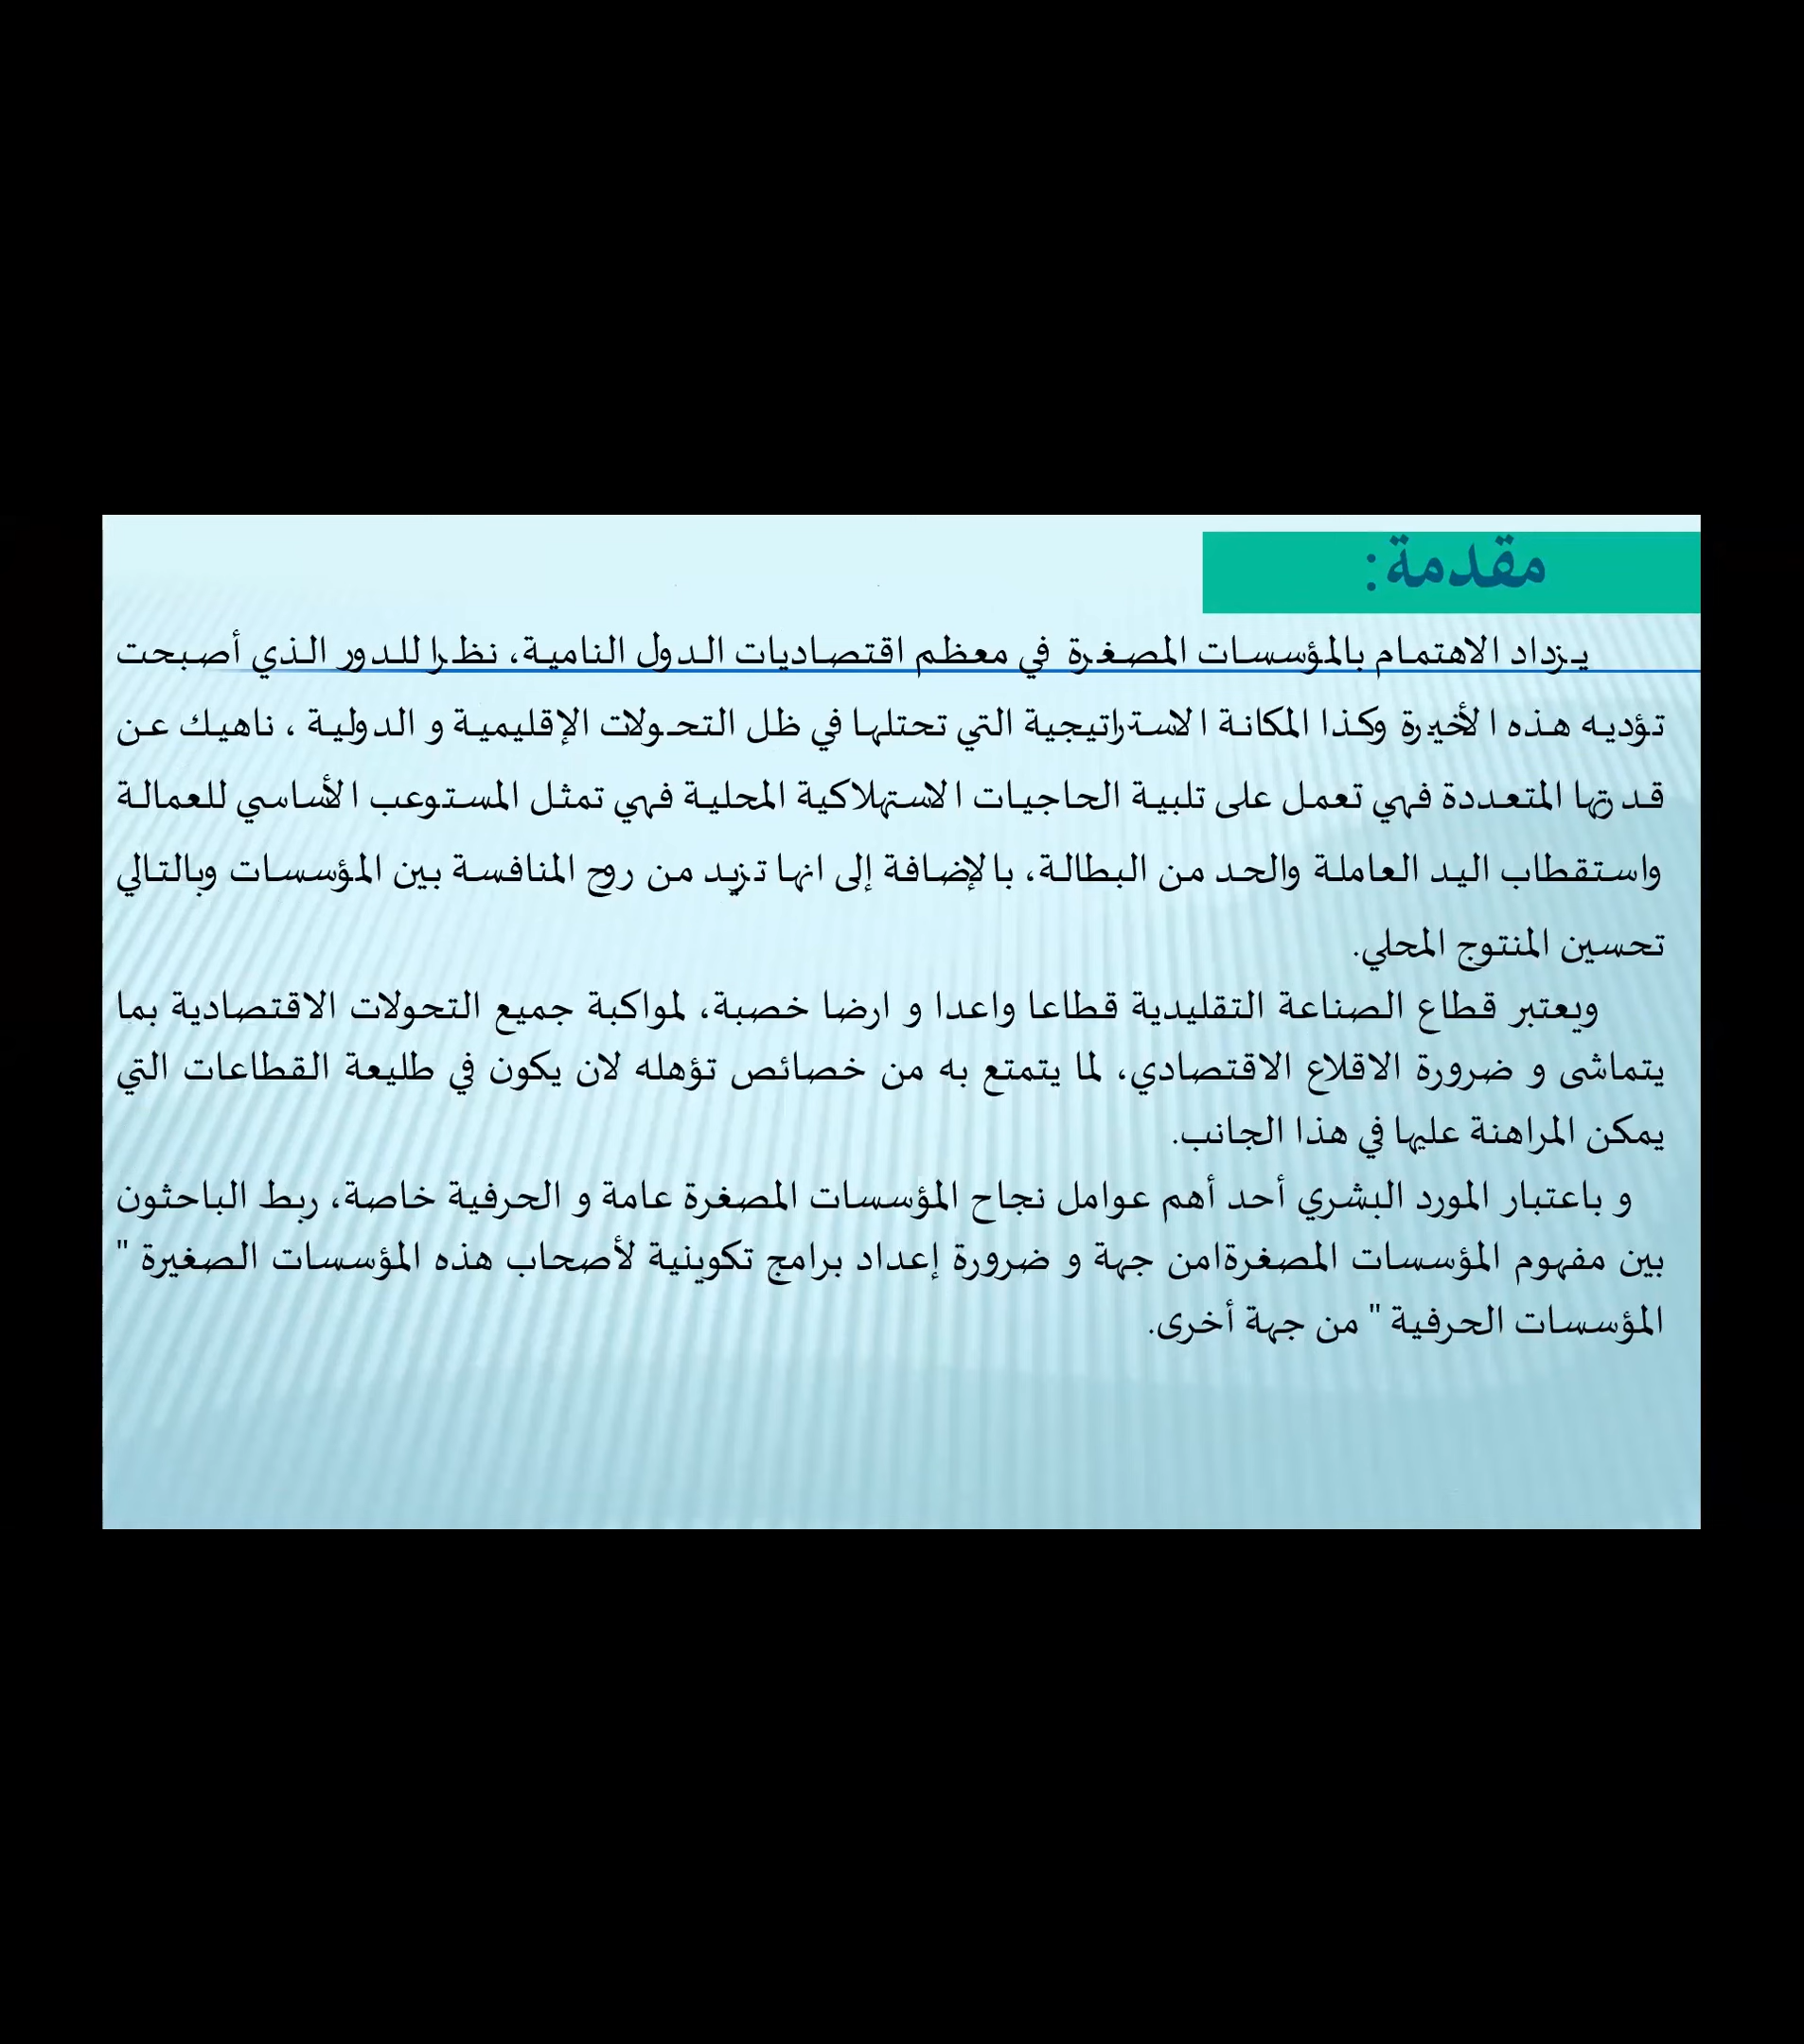 مقدمة:
يزداد الاهتمام بالمؤسسات المصغرة في معظم اقتصاديات الدول النامية، نظرا للدور الذي أصبحت
تؤديه هذه الأخيرة وكذا المكانة الاستراتيجية التي تحتلها في ظل التحولات الإقليمية و الدولية ، ناهيك عن
قدرتها المتعددة فهي تعمل على تلبية الحاجيات الاستهلاكية المحلية فهي تمثل المستوعب الأساسي للعمالة
واستقطاب اليد العاملة والحد من البطالة، بالإضافة إلى انها تزيد من روح المنافسة بين المؤسسات وبالتالي
تحسين المنتوج المحلي.
ويعتبر قطاع الصناعة التقليدية قطاعا واعدا و ارضا خصبة، لمواكبة جميع التحولات الاقتصادية بما
يتماشى و ضرورة الاقلاع الاقتصادي، لما يتمتع به من خصائص تؤهله لان يكون في طليعة القطاعات التي
يمكن المراهنة عليها في هذا الجانب.
و باعتبار المورد البشري أحد أهم عوامل نجاح المؤسسات المصغرة عامة و الحرفية خاصة، ربط الباحثون
بين مفهوم المؤسسات المصغرةامن جهة و ضرورة إعداد برامج تكوينية لأصحاب هذه المؤسسات الصغيرة "
المؤسسات الحرفية " من جهة أخرى.